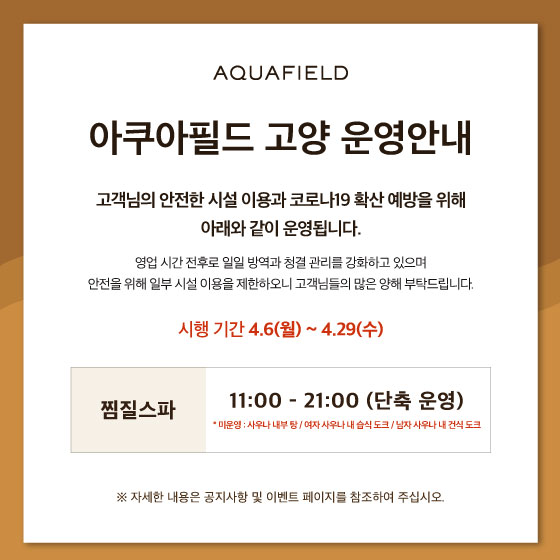 AQUAFIELD
아쿠아필드 고양 운영안내
고객님의 안전한 시설 이용과 코로나19 확산 예방을 위해
아래와 같이 운영됩니다.
영업 시간 전후로 일일 방역과 청결 관리를 강화하고 있으며
안전을 위해 일부 시설 이용을 제한하오니 고객님들의 많은 양해 부탁드립니다.
시행 기간 4.6(월) ~ 4.29(수)
찜질스파
11:00 - 21:00 (단축 운영)
* 미운영 : 사우나 내부 탕 / 여자 사우나 내 습식 도크 / 남자 사우나 내 건식 도크
※ 자세한 내용은 공지사항 및 이벤트 페이지를 참조하여 주십시오.